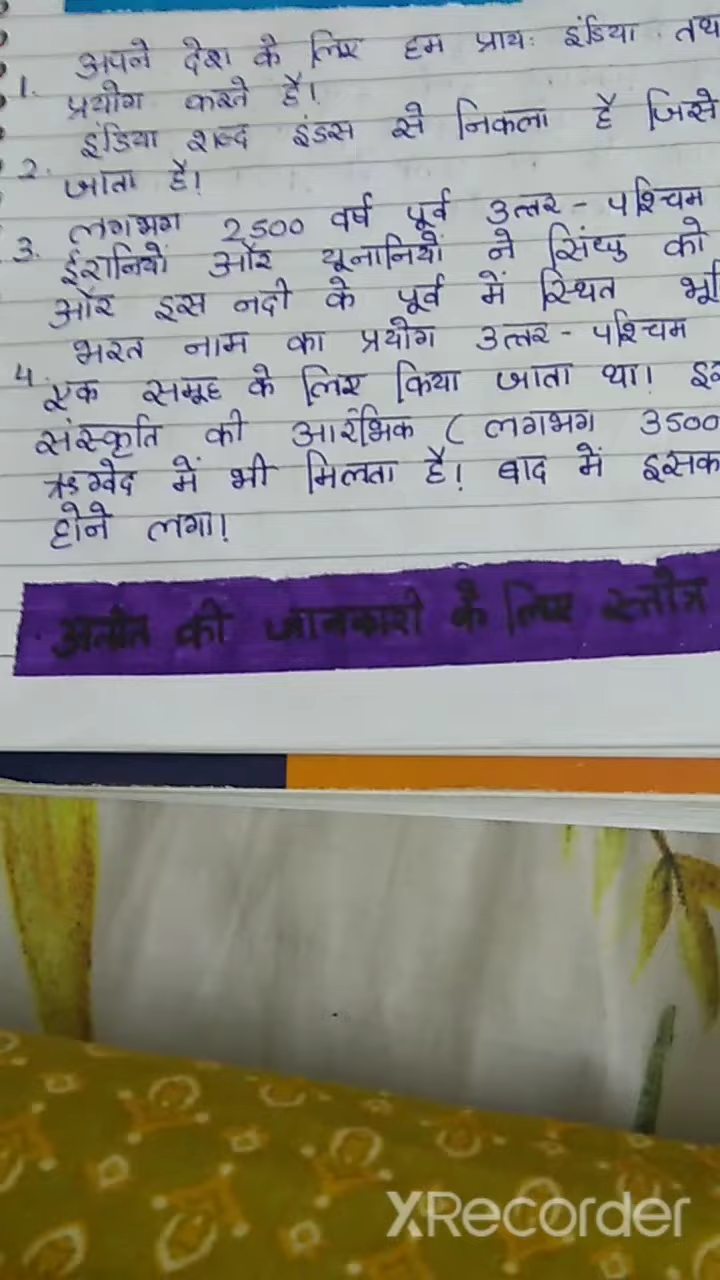 1. अपने देश के लिए हम प्रायः इंडिया तथ
प्रयोग करते है।
2. इंडिया शब्द इंडस से निकला है जिसे
जाता है।
3. लगभग 2500 वर्ष पूर्व उत्तर - पश्चिम
ईरानियों और यूनानियों ने सिंधु को
और इस नदी के पूर्व में स्थित भूमि
4. भरत नाम का प्रयोग उत्तर - पश्चिम
एक समूह के लिए किया जाता था। इस
संस्कृति की आरंभिक ( लगभग 3500
ऋग्वेद में भी मिलता है। बाद में इसक
होने लगा।
अतीत की जानकारी के लिए स्त्रोत
XRecorder